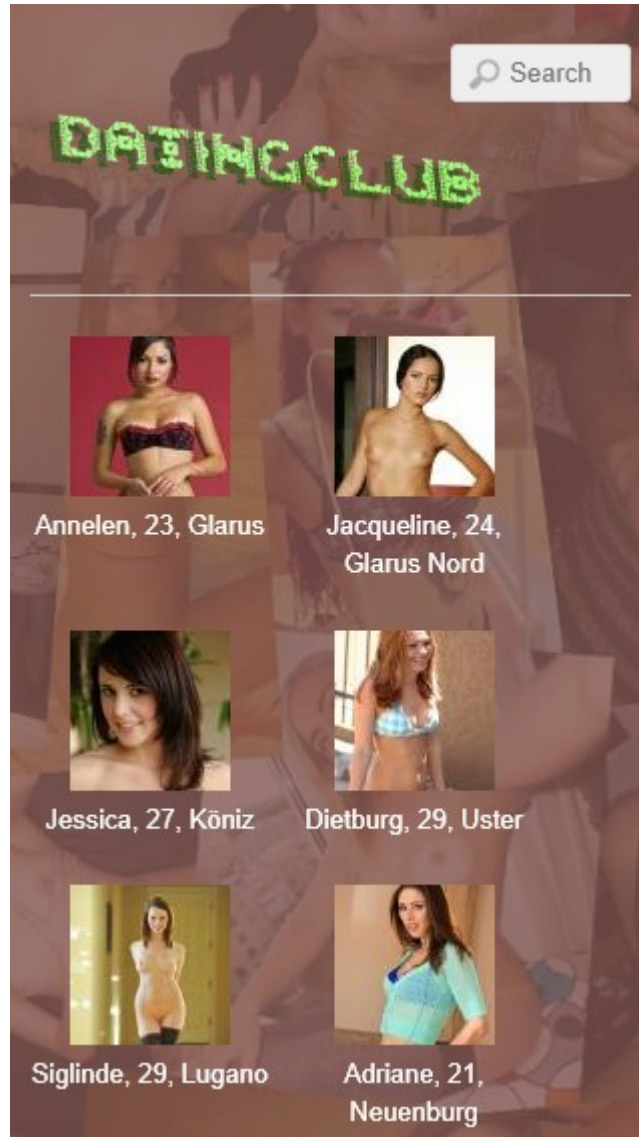 Search
DATINGCLUB
Annelen, 23, Glarus
Jacqueline, 24,
Glarus Nord
Jessica, 27, Köniz
Dietburg, 29, Uster
Siglinde, 29, Lugano
Adriane, 21,
Neuenburg